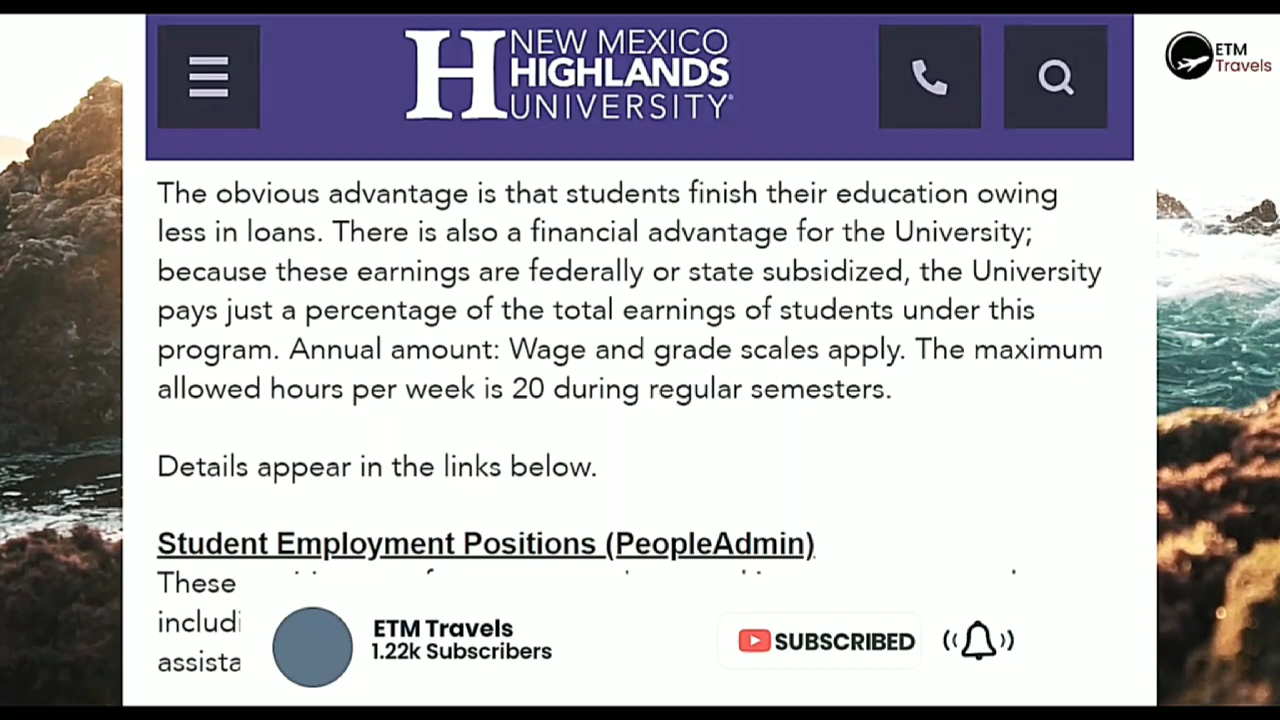 NEW MEXICO
HIGHLANDS
UNIVERSITY
ETM
Travels
The obvious advantage is that students finish their education owing
less in loans. There is also a financial advantage for the University;
because these earnings are federally or state subsidized, the University
pays just a percentage of the total earnings of students under this
program. Annual amount: Wage and grade scales apply. The maximum
allowed hours per week is 20 during regular semesters.
Details appear in the links below.
Student Employment Positions (PeopleAdmin)
These
ETM Travels
1.22k Subscribers
SUBSCRIBED